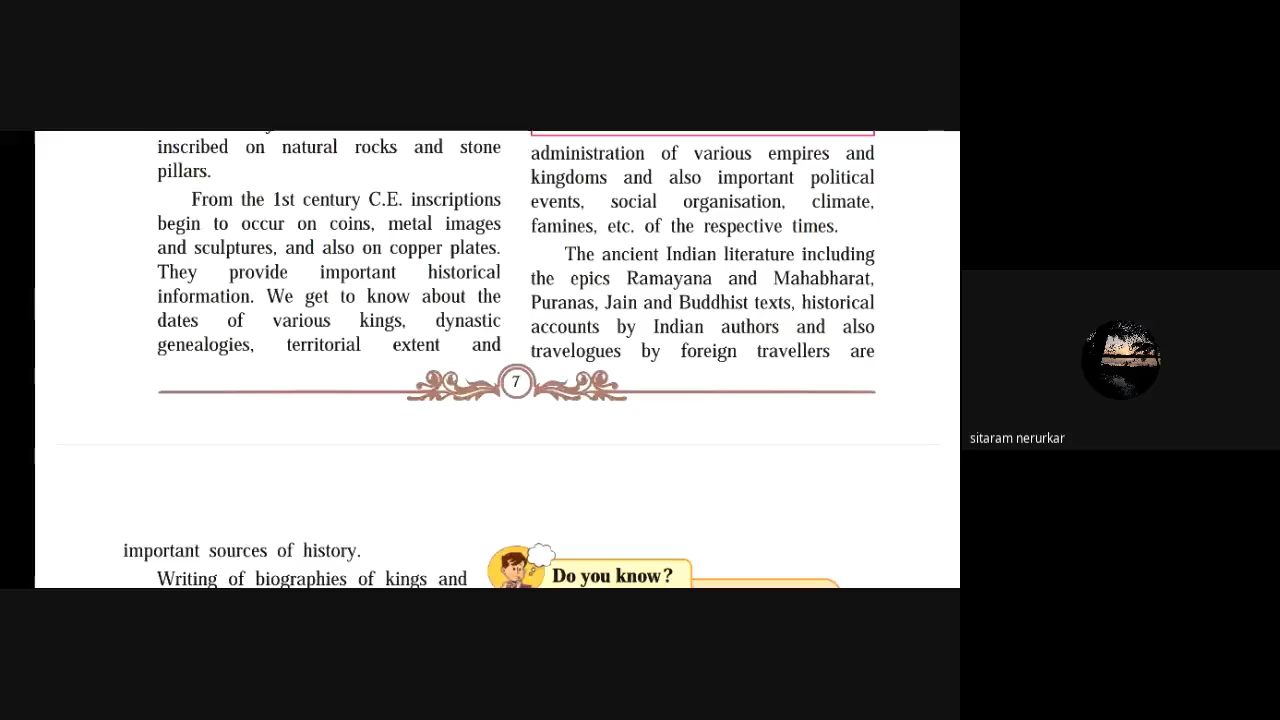 inscribed on natural rocks and stone
pillars.
From the 1st century C.E. inscriptions
begin to occur on coins, metal images
and sculptures, and also on copper plates.
They provide important historical
information. We get to know about the
dates of various kings, dynastic
genealogies, territorial extent and
administration of various empires and
kingdoms and also important political
events, social organisation, climate,
famines, etc. of the respective times.
The ancient Indian literature including
the epics Ramayana and Mahabharat,
Puranas, Jain and Buddhist texts, historical
accounts by Indian authors and also
travelogues by foreign travellers are
7
important sources of history.
Writing of biographies of kings and
Do you know?
sitaram nerurkar